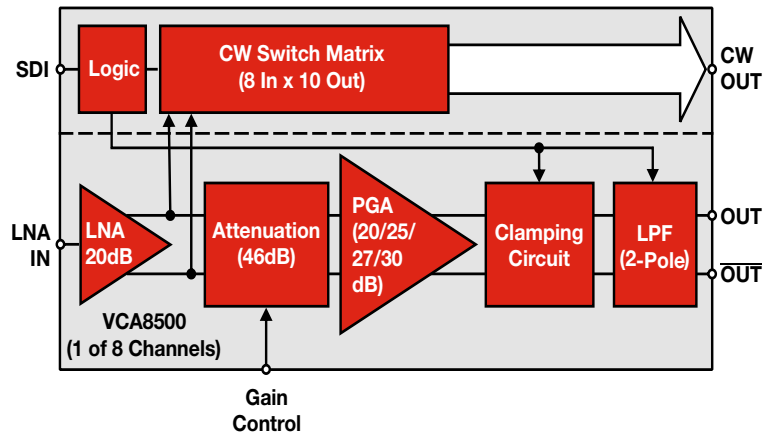 SDI
Logic
CW Switch Matrix
(8 In x 10 Out)
CW
OUT
LNA
IN
LNA
20dB
Attenuation
(46dB)
PGA
(20/25/
27/30
dB)
Clamping
Circuit
LPF
(2-Pole)
OUT
OUT
VCA8500
(1 of 8 Channels)
Gain
Control